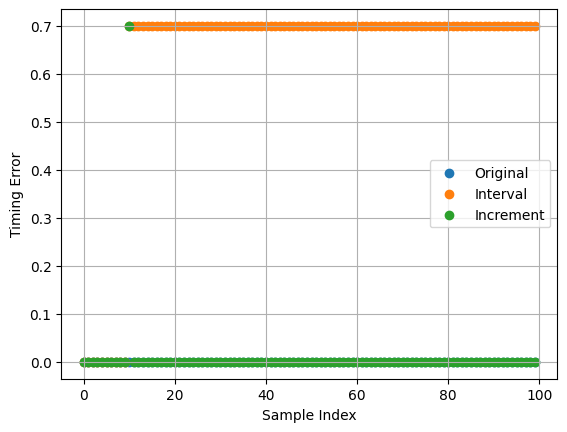 0.7
0.6
0.5
0.4
0.3
0.2
0.1
0.0
Timing Error
Original
Interval
Increment
0 20 40 60 80 100
Sample Index